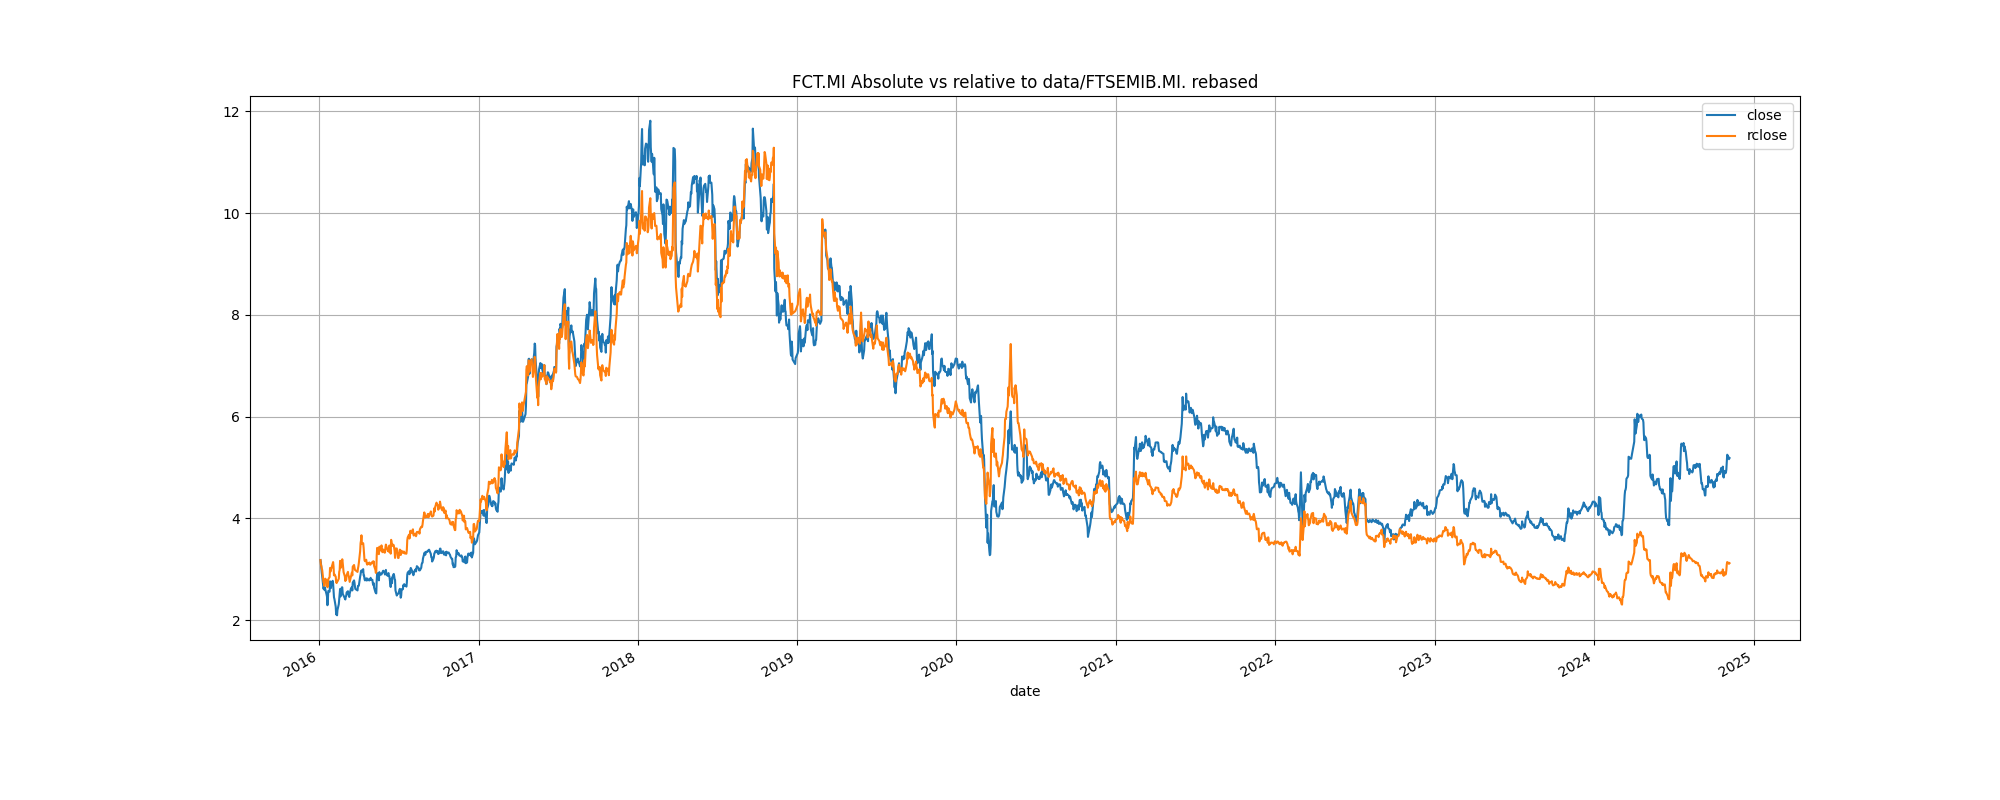 FCT.MI Absolute vs relative to data/FTSEMIB.MI. rebased
12
10
8
6
4
2
close
rclose
2016 2017 2018 2019 2020 2021 2022 2023 2024 2025
date